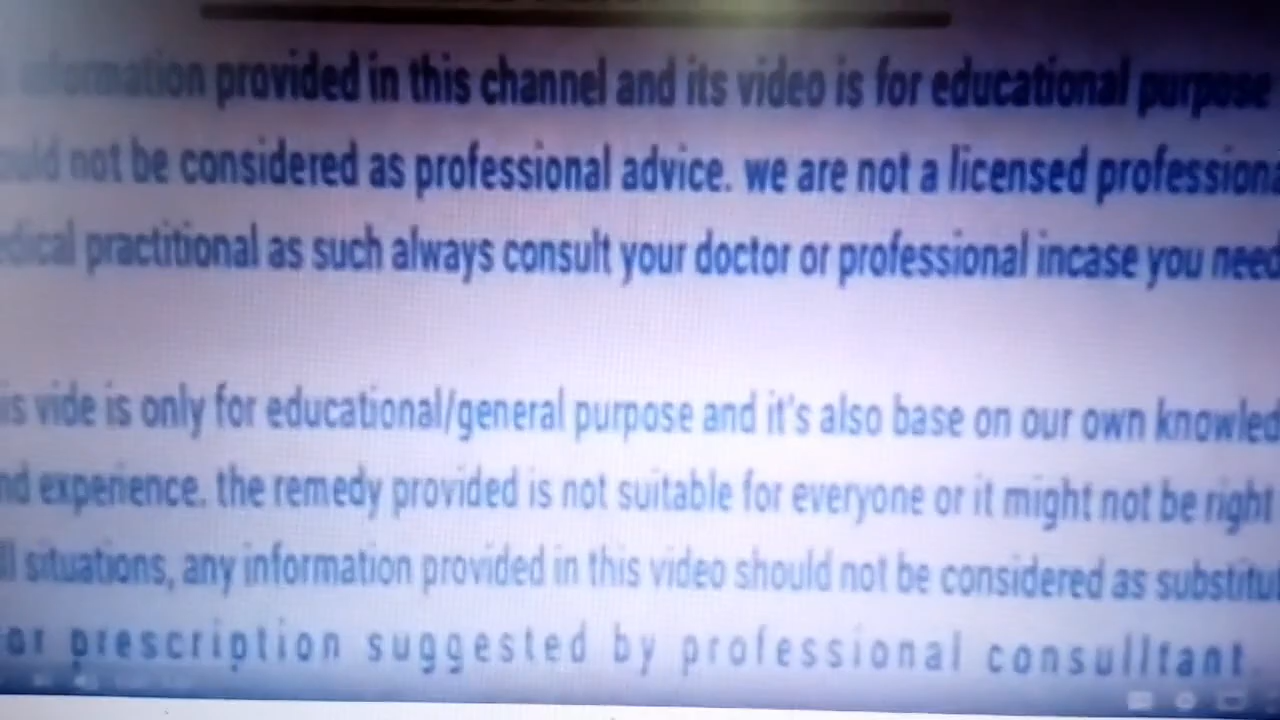 information provided in this channel and its video is for educational purpose
not be considered as professional advice. we are not a licensed
practitional as such always consult your doctor or professional incase you need
vide is only for educational/general purpose and it's also base on our own
experience. the remedy provided is not suitable for everyone or it might not be right
situations, any information provided in this video should not be considered as
or prescription suggested by professional consulltant